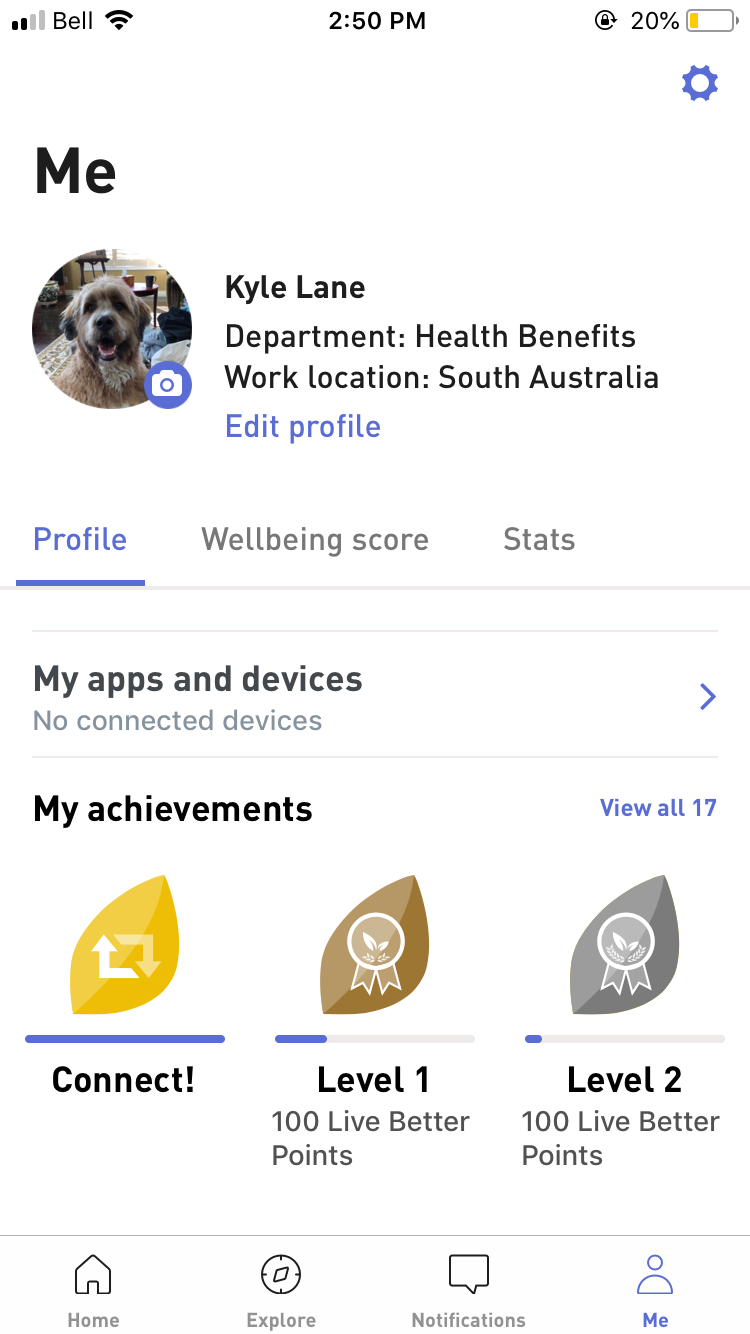 Bell 2:50 PM 20%
Me
Kyle Lane
Department: Health Benefits
Work location: South Australia
Edit profile
Profile Wellbeing score Stats
My apps and devices
No connected devices
My achievements View all 17
Connect! Level 1 Level 2
100 Live Better 100 Live Better
Points Points
Home Explore Notifications Me